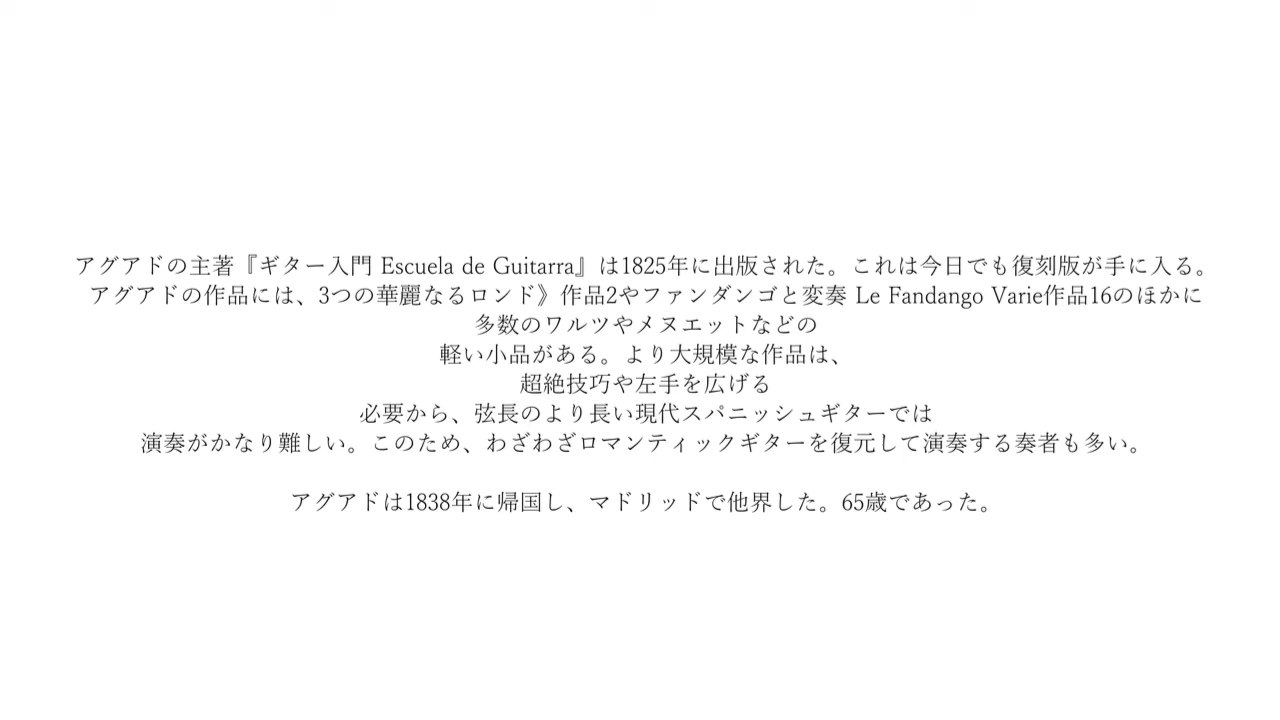 アグアドの主著『ギター入門 Escuela de Guitarra』は1825年に出版された。これは今日でも復刻版が手に入る。
アグアドの作品には、3つの華麗なるロンド》作品2やファンダンゴと変奏 Le Fandango Varie作品16のほかに
多数のワルツやメヌエットなどの
軽い小品がある。より大規模な作品は、
超絶技巧や左手を広げる
必要から、弦長のより長い現代スパニッシュギターでは
演奏がかなり難しい。このため、わざわざロマンティックギターを復元して演奏する奏者も多い。
アグアドは1838年に帰国し、マドリッドで他界した。65歳であった。